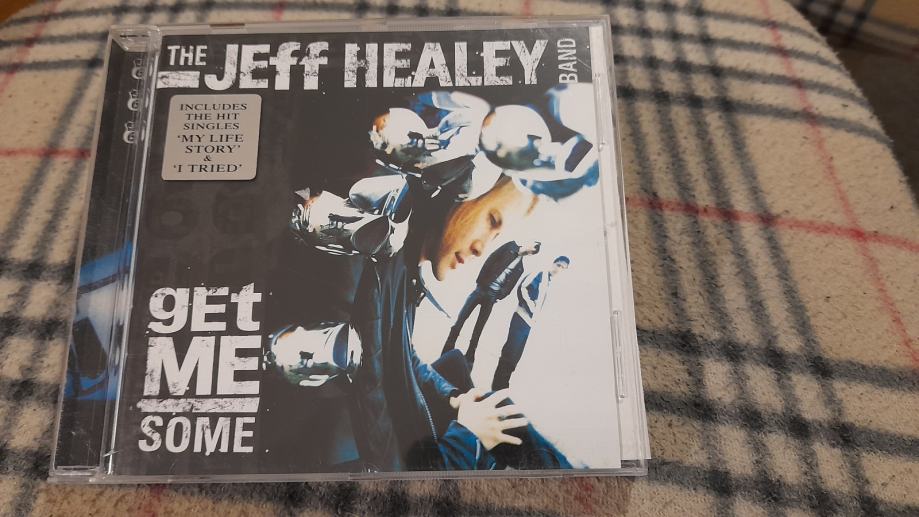 THE JEff HEALEY BAND
INCLUDES
THE HIT
SINGLES
'MY LIFE
STORY'
&
'I TRIED'
gEt
ME
SOME